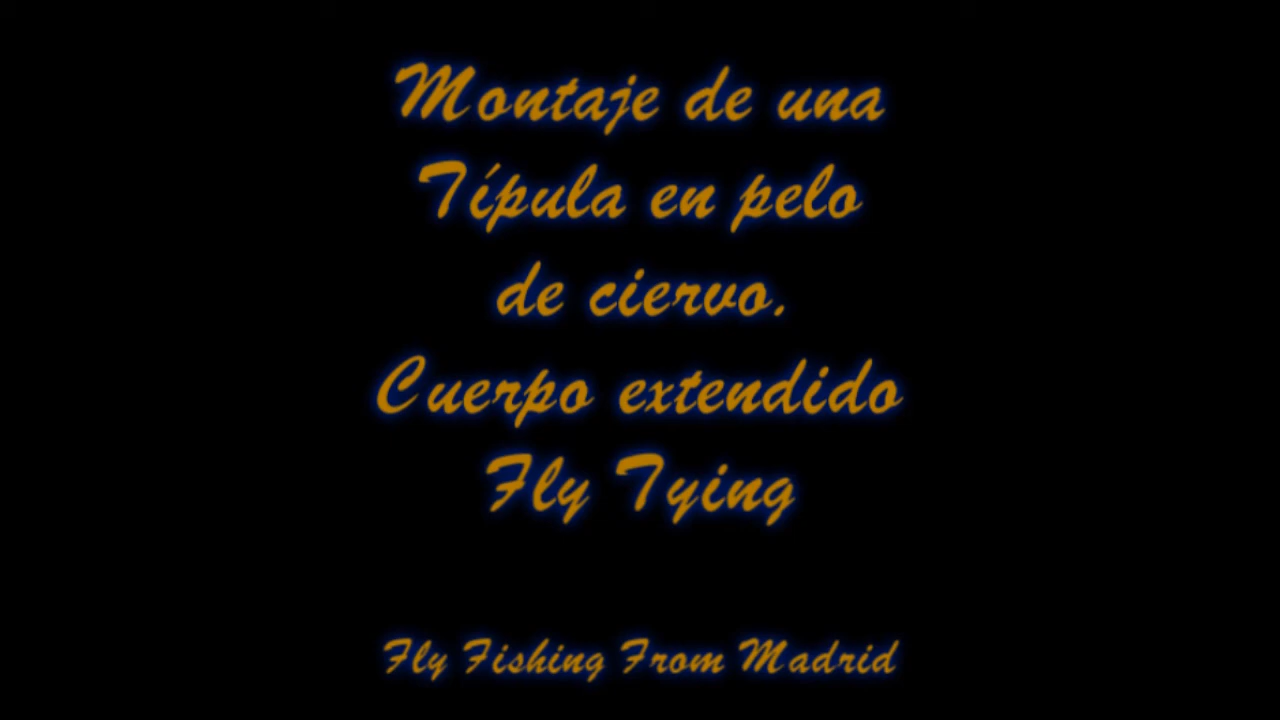 Montaje de una
Típula en pelo
de ciervo.
Cuerpo extendido
Fly Tying
Fly Fishing From Madrid